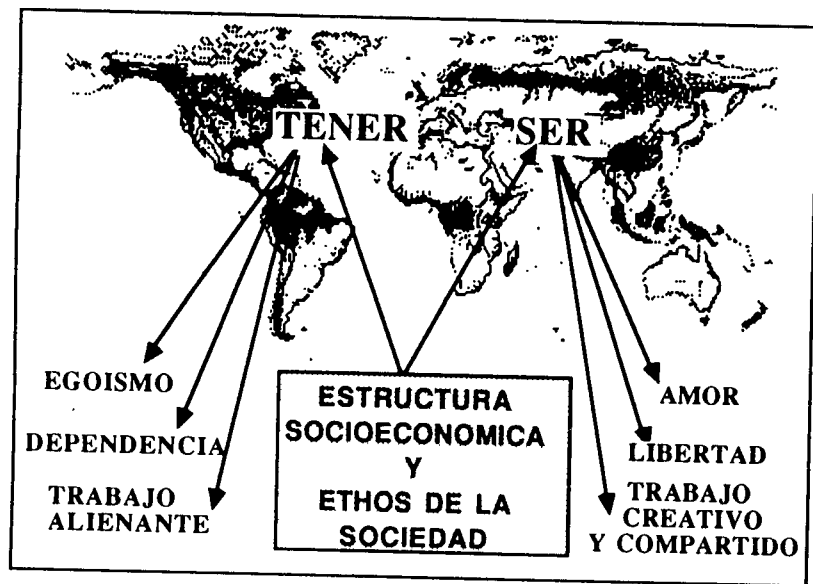 TENER
SER
EGOISMO
DEPENDENCIA
TRABAJO
ALIENANTE
ESTRUCTURA
SOCIOECONOMICA
Y
ETHOS DE LA
SOCIEDAD
AMOR
LIBERTAD
TRABAJO
CREATIVO
Y COMPARTIDO